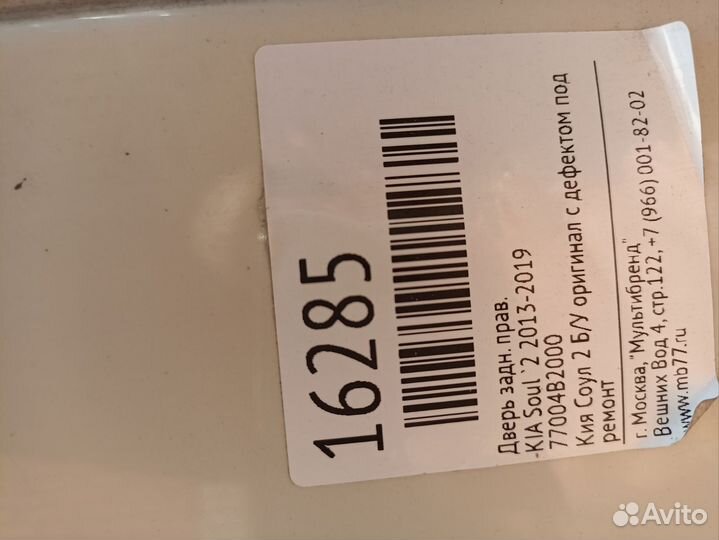 16285
Дверь задн. прав.
-KIA Soul `2 2013-2019
77004B2000
Кия Соул 2 Б/У оригинал с дефектом под
ремонт
г. Москва, "Мультибренд"
Вешних Вод 4, стр.122, +7 (966) 001-82-02
www.mb77.ru
Avito